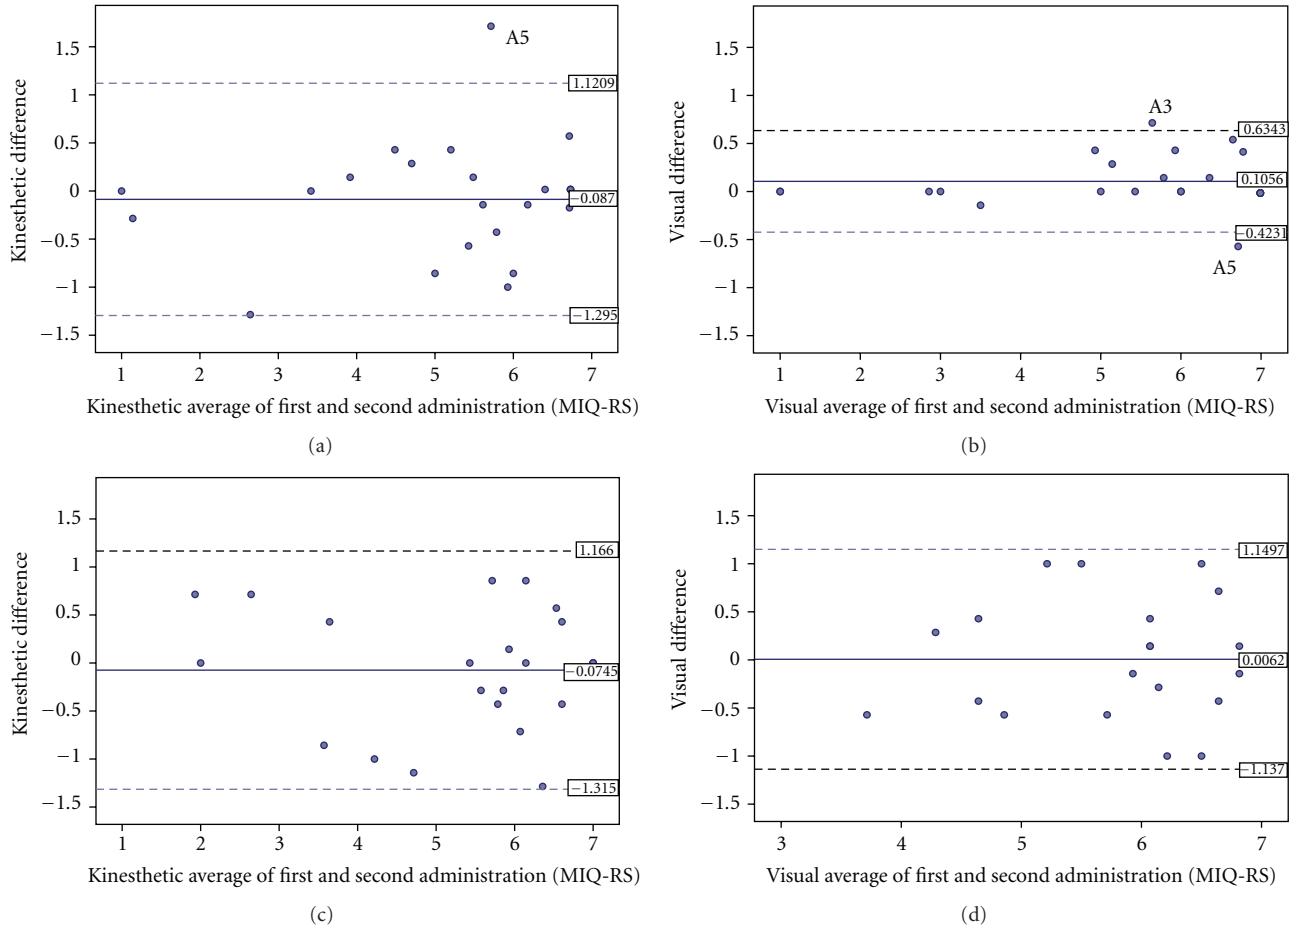 Kinesthetic difference
1.5
1
0.5
0
−0.5
−1
−1.5
A5
1.1209
−0.087
−1.295
1 2 3 4 5 6 7
Kinesthetic average of first and second administration (MIQ-RS)
(a)
Visual difference
1.5
1
0.5
0
−0.5
−1
−1.5
A3
0.6343
0.1056
−0.4231
A5
1 2 3 4 5 6 7
Visual average of first and second administration (MIQ-RS)
(b)
Kinesthetic difference
1.5
1
0.5
0
−0.5
−1
−1.5
1.166
−0.0745
−1.315
1 2 3 4 5 6 7
Kinesthetic average of first and second administration (MIQ-RS)
(c)
Visual difference
1.5
1
0.5
0
−0.5
−1
−1.5
1.1497
0.0062
−1.137
3 4 5 6 7
Visual average of first and second administration (MIQ-RS)
(d)